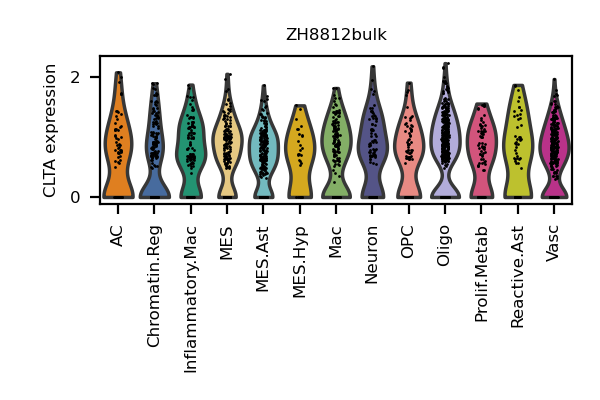 ZH8812bulk
CLTA expression
2
0
AC
Chromatin.Reg
Inflammatory.Mac
MES
MES.Ast
MES.Hyp
Mac
Neuron
OPC
Oligo
Prolif.Metab
Reactive.Ast
Vasc